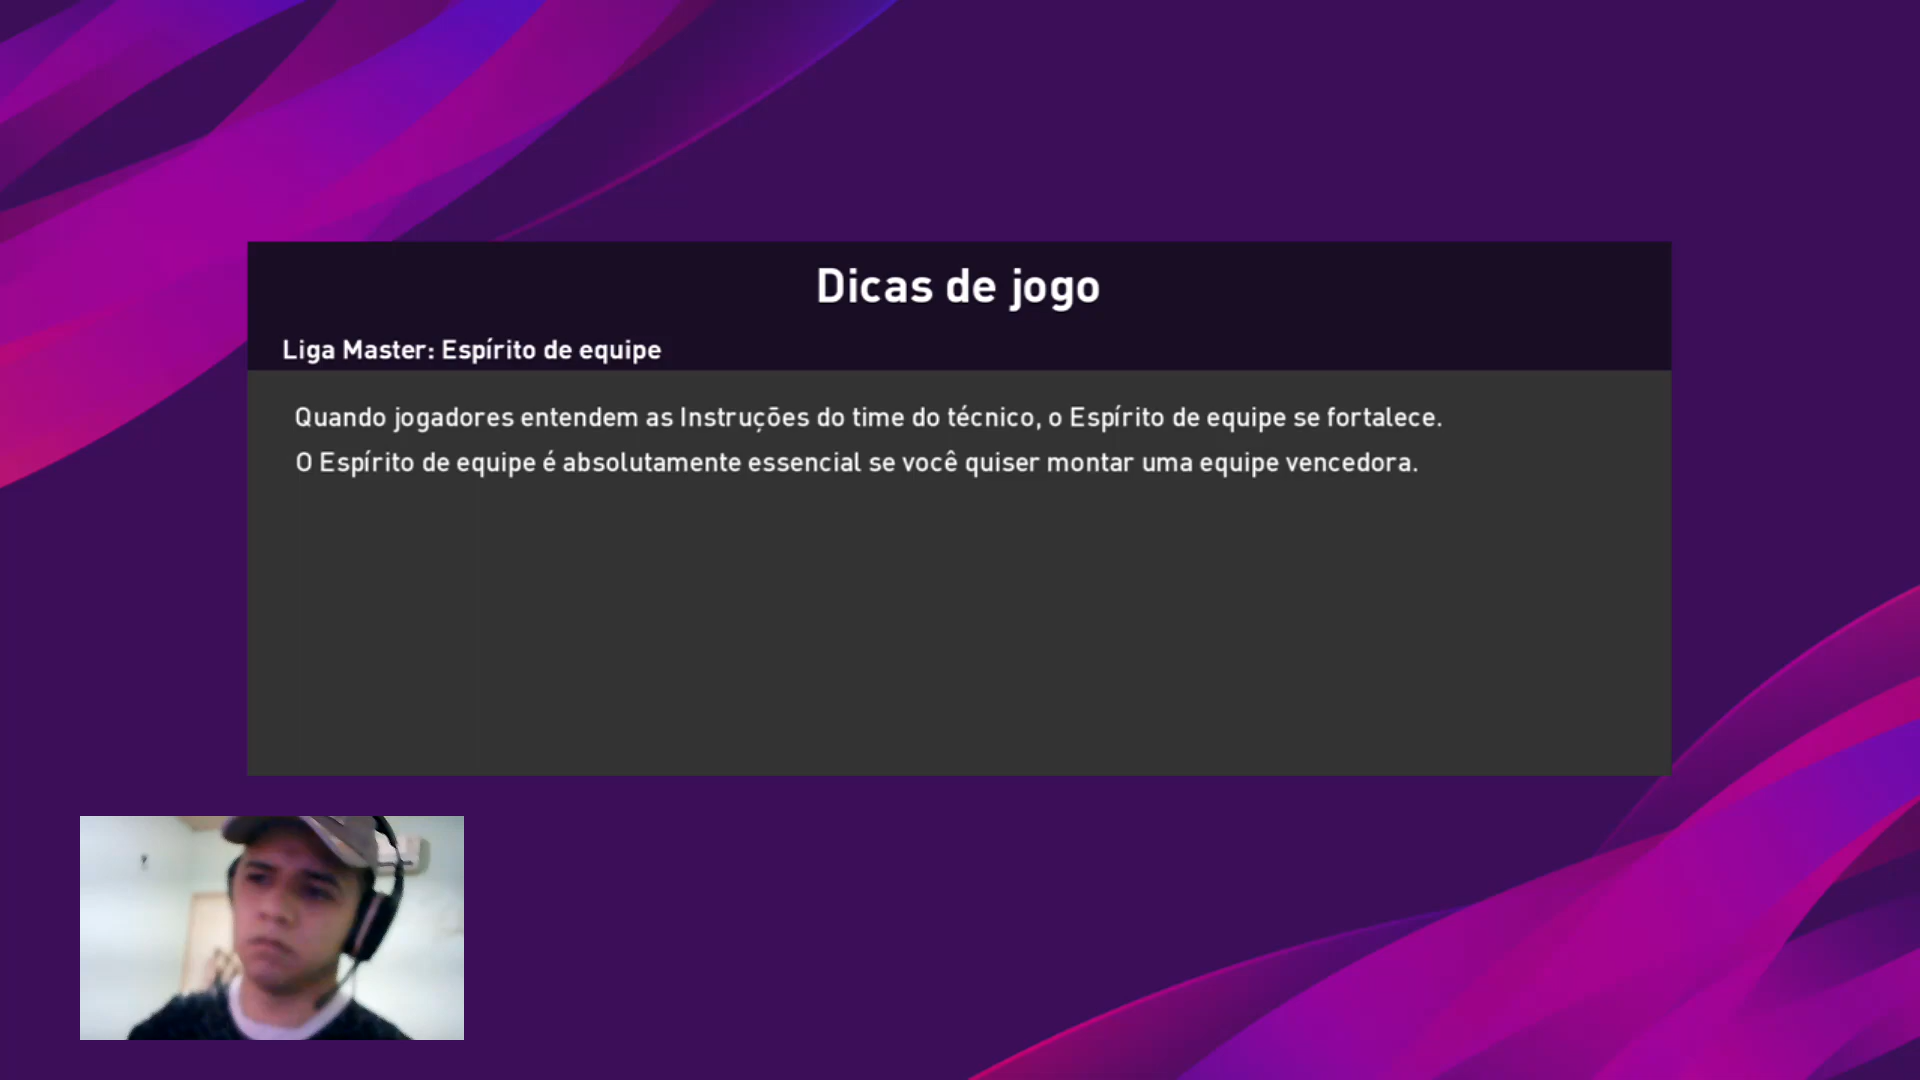 Dicas de jogo
Liga Master: Espírito de equipe
Quando jogadores entendem as Instruções do time do técnico, o Espírito de equipe se fortalece.
O Espírito de equipe é absolutamente essencial se você quiser montar uma equipe vencedora.